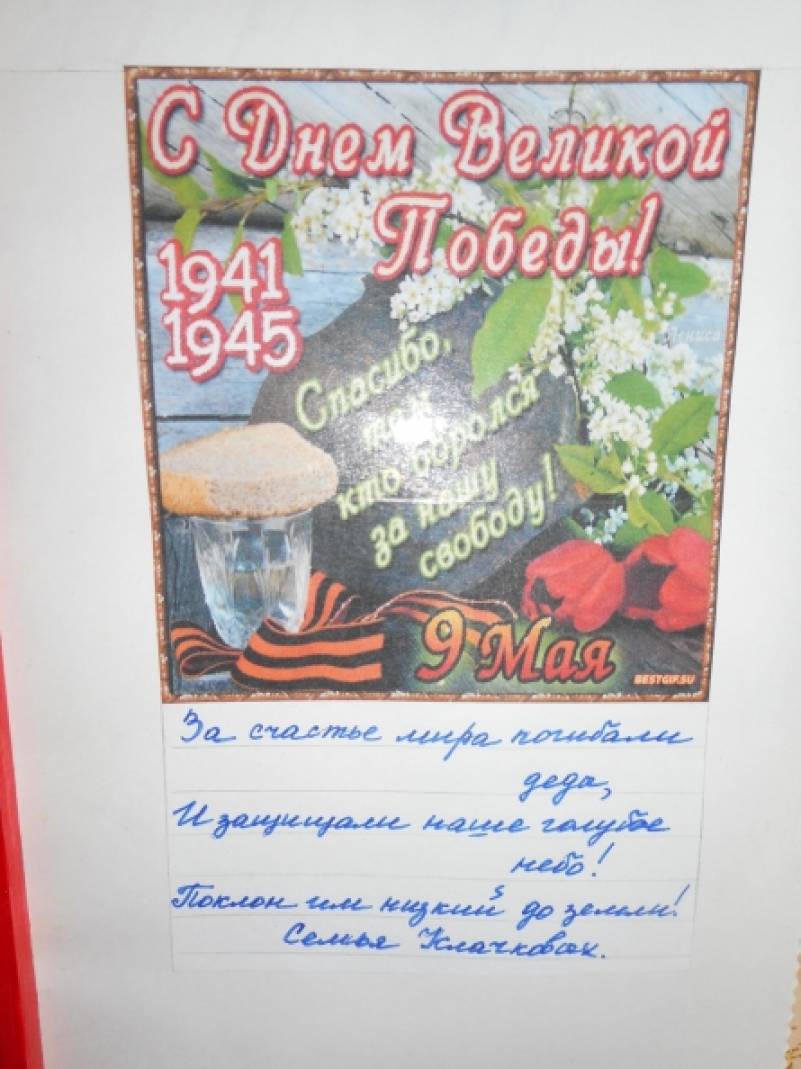 С Днем Великой
Победы!
1941
1945
Спасибо,
тем
кто боролся
за нашу
свободу!
9 Мая
BESTGIF.SU
За счастье мира погибали
деды,
И защищали наше голубое
небо!
Поклон им низкий до земли!
Семья Клачковых.